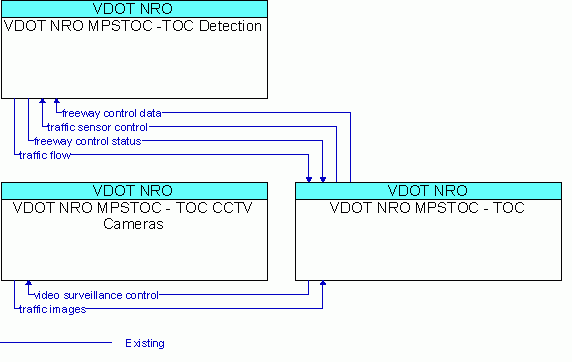 VDOT NRO
VDOT NRO MPSTOC -TOC Detection
freeway control data
traffic sensor control
freeway control status
traffic flow
VDOT NRO
VDOT NRO MPSTOC - TOC CCTV
Cameras
VDOT NRO
VDOT NRO MPSTOC - TOC
video surveillance control
traffic images
Existing